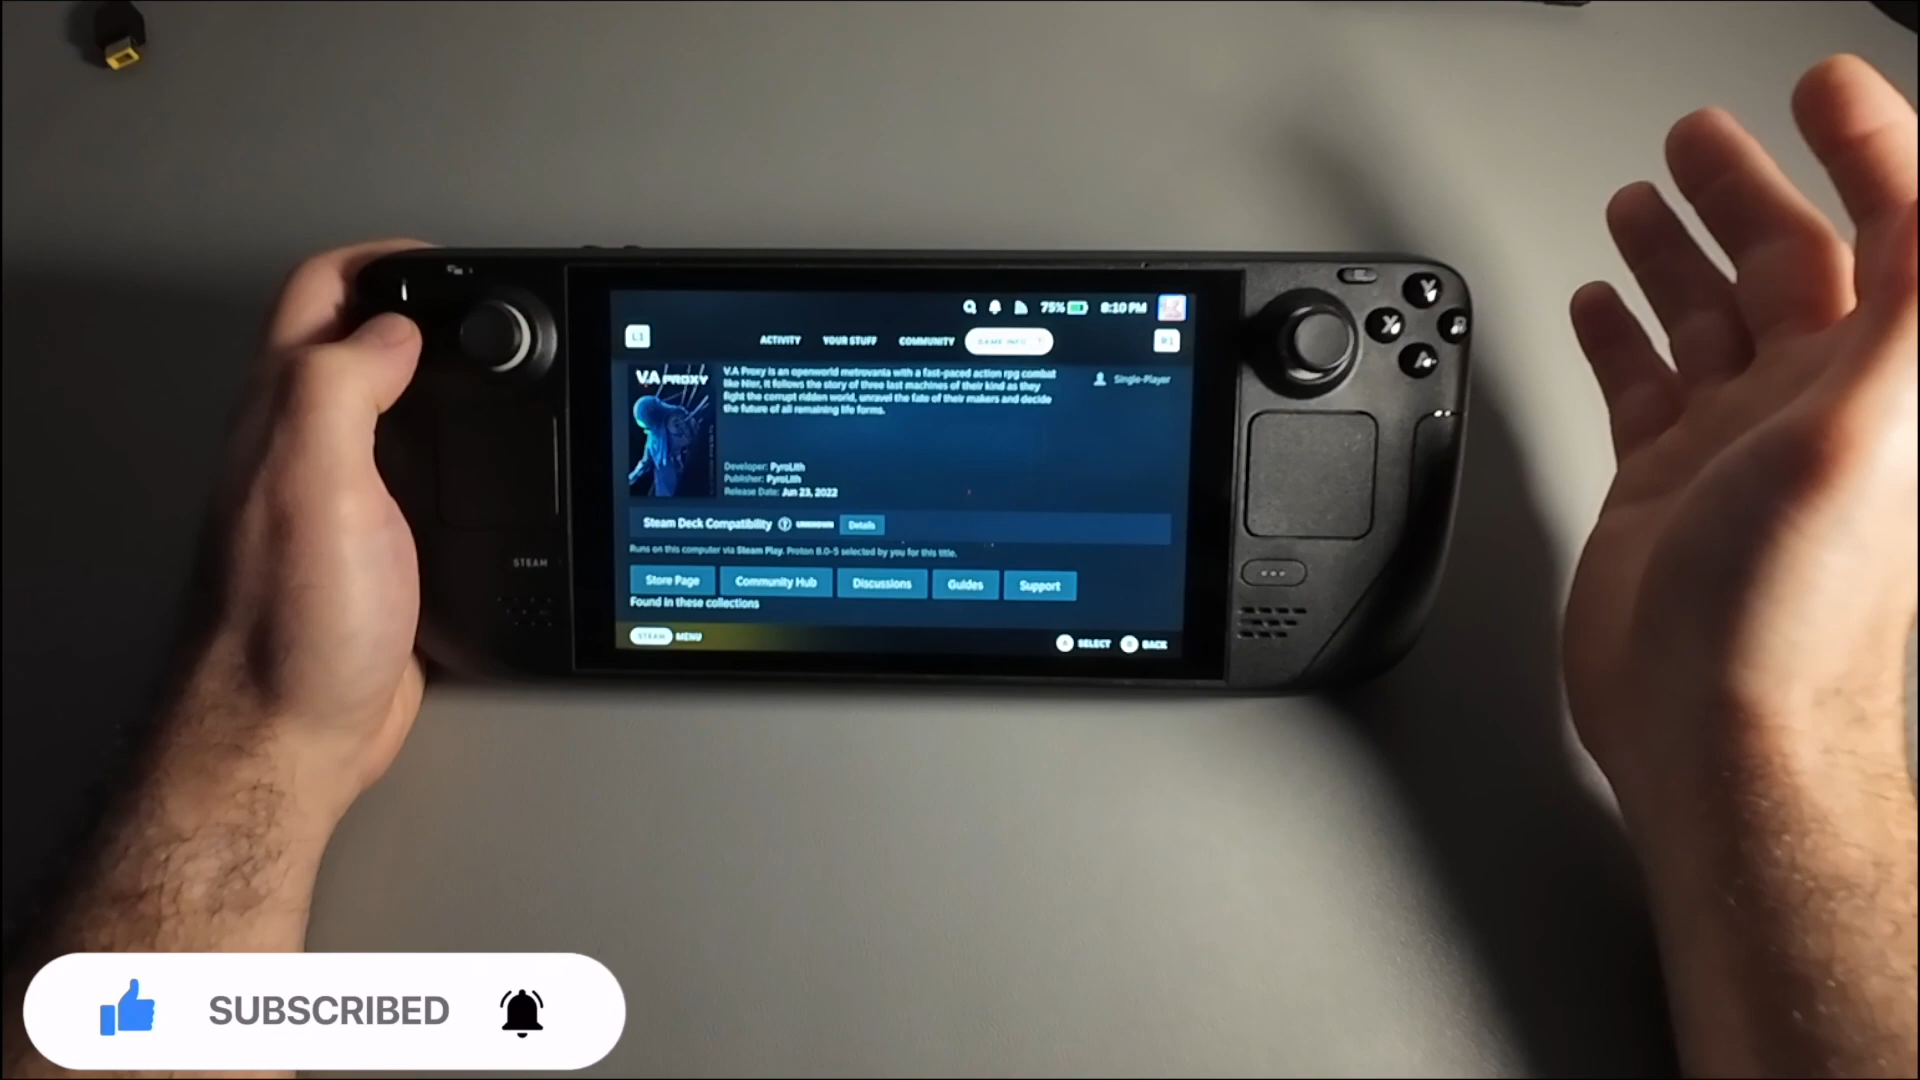 75% 8:10 PM
L1 ACTIVITY YOUR STUFF COMMUNITY GAME INFO R1
V.A PROXY
V.A Proxy is an openworld metrovania with a fast-paced action rpg combat
like Nier, it follows the story of three last machines of their kind as they
fight the corrupt ridden world, unravel the fate of their makers and decide
the future of all remaining life forms.
Single-Player
Developer: PyroLith
Publisher: PyroLith
Release Date: Jun 23, 2022
Steam Deck Compatibility ? UNKNOWN Details
Runs on this computer via Steam Play. Proton 8.0-5 selected by you for this title.
Store Page Community Hub Discussions Guides Support
Found in these collections
STEAM MENU SELECT BACK
STEAM
Y
X
B
A
SUBSCRIBED